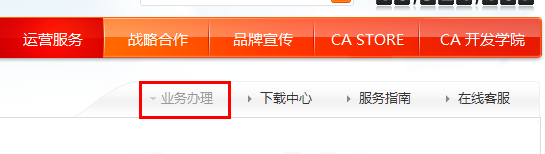 运营服务 战略合作 品牌宣传 CA STORE CA 开发学院
业务办理 下载中心 服务指南 在线客服